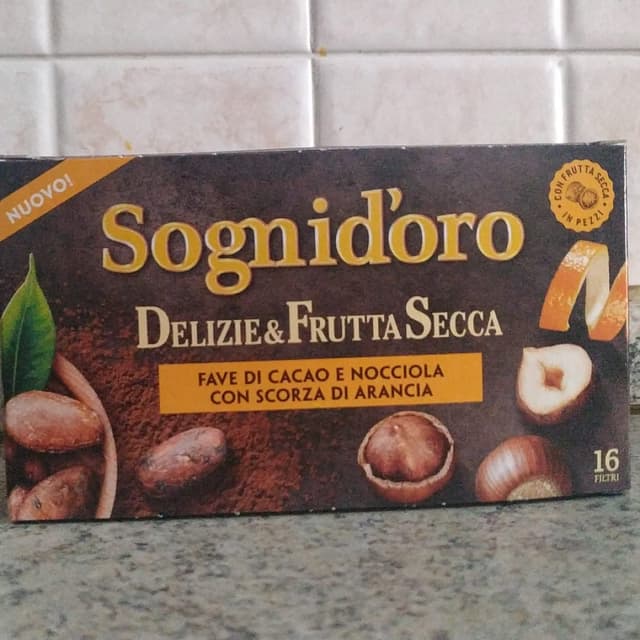 NUOVO!
Sognid'oro
CON FRUTTA SECCA
IN PEZZI
DELIZIE & FRUTTA SECCA
FAVE DI CACAO E NOCCIOLA
CON SCORZA DI ARANCIA
16
FILTRI